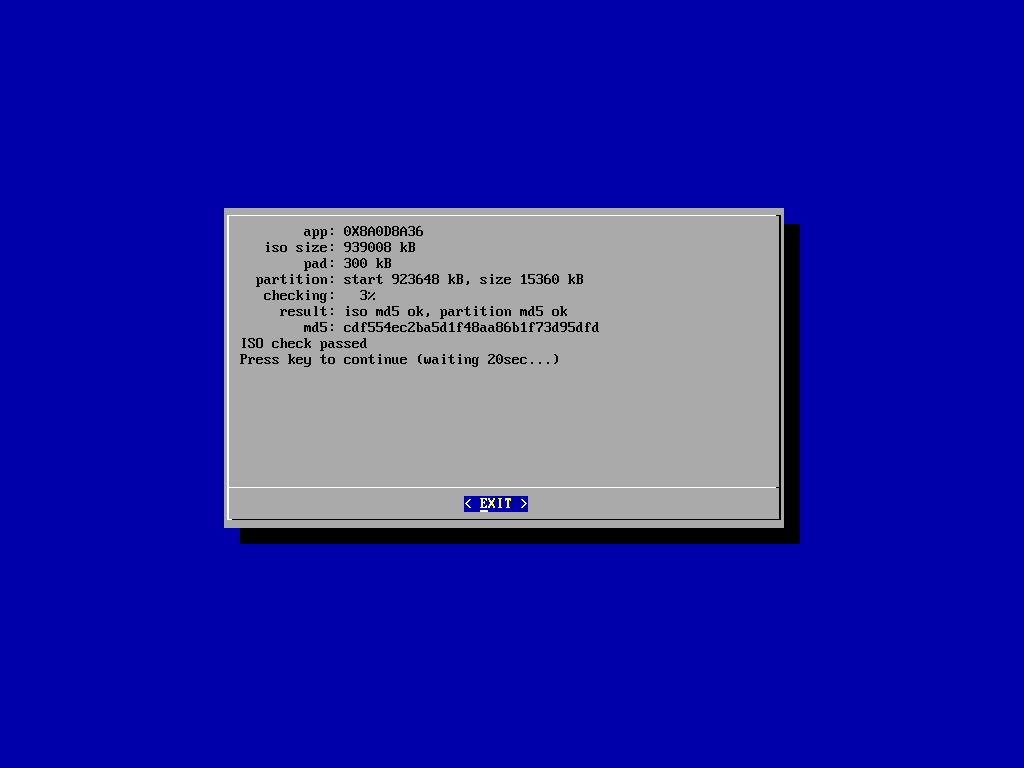 app: 0X8A0D8A36
iso size: 939008 kB
pad: 300 kB
partition: start 923648 kB, size 15360 kB
checking:   3%
result: iso md5 ok, partition md5 ok
md5: cdf554ec2ba5d1f48aa86b1f73d95dfd
ISO check passed
Press key to continue (waiting 20sec...)
< EXIT >